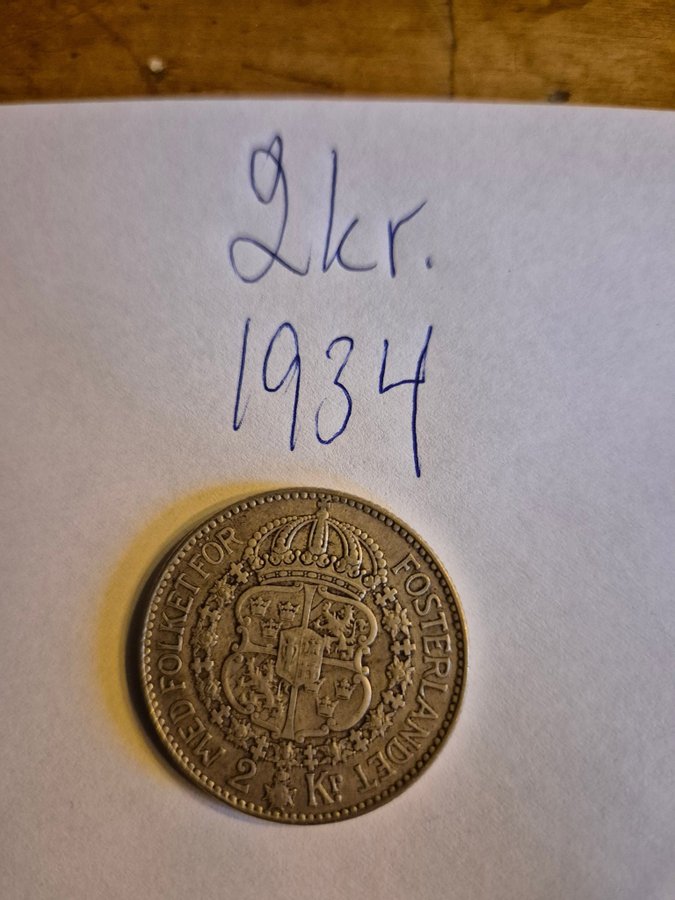 2kr.
1934
MED FOLKET FÖR FOSTERLANDET
2 KR